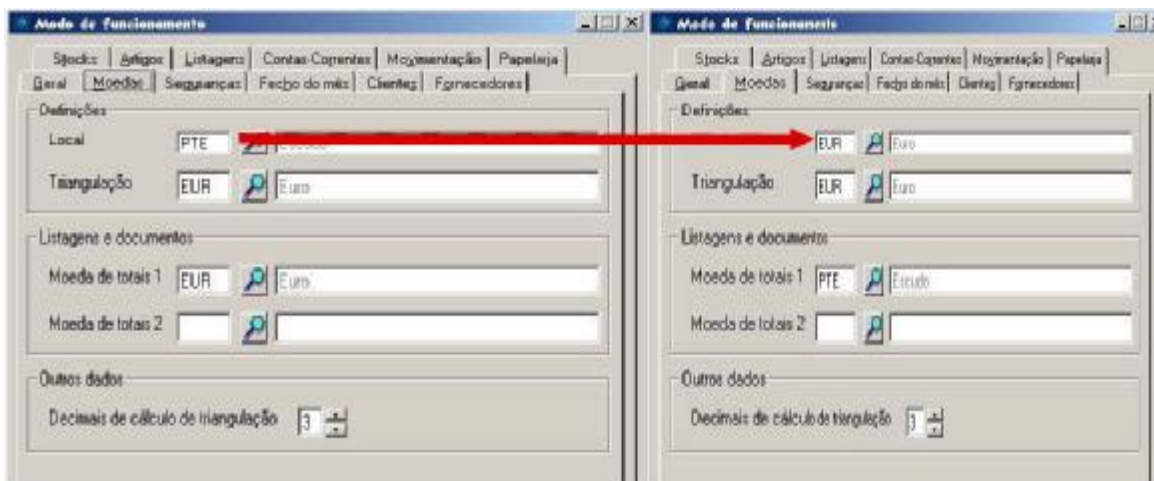 Modo de funcionamento
Stocks Artigos Listagens Contas-Correntes Movimentação Papelaria
Geral Moedas Seguranças Fecho do mês Clientes Fornecedores
Definições
Local PTE
Triangulação EUR Euro
Listagens e documentos
Moeda de totais 1 EUR Euro
Moeda de totais 2
Outros dados
Decimais de cálculo de triangulação 3
Modo de funcionamento
Stocks Artigos Listagens Contas-Correntes Movimentação Papelaria
Geral Moedas Seguranças Fecho do mês Clientes Fornecedores
Definições
EUR Euro
Triangulação EUR Euro
Listagens e documentos
Moeda de totais 1 PTE Escudo
Moeda de totais 2
Outros dados
Decimais de cálculo de triangulação 3